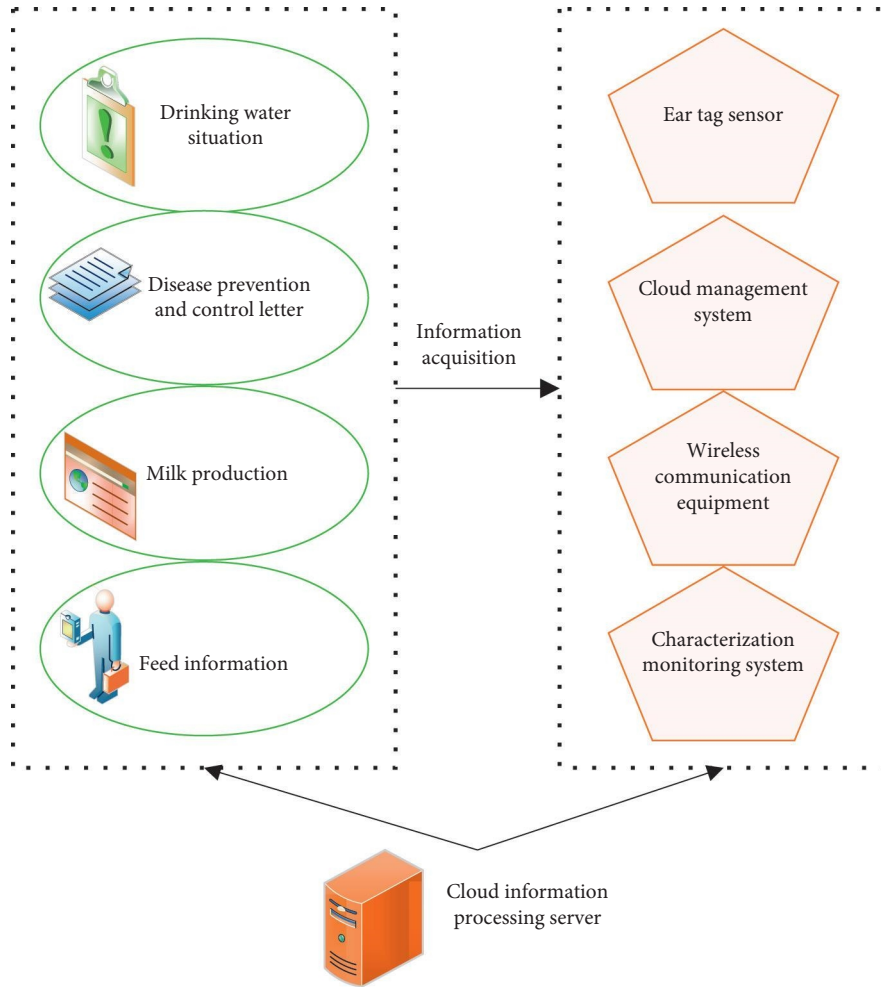 Drinking water
situation
Disease prevention
and control letter
Milk production
Feed information
Information
acquisition
Ear tag sensor
Cloud management
system
Wireless
communication
equipment
Characterization
monitoring system
Cloud information
processing server